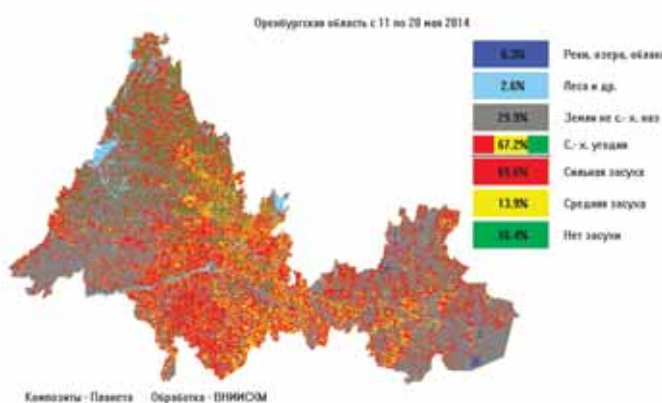 Оренбургская область с 11 по 20 мая 2014
0.3% Реки, озера, облака
2.6% Леса и др.
29.9% Земли не с.- х. наз
67.2% С.- х. угодия
69.6% Сильная засуха
13.9% Средняя засуха
16.4% Нет засухи
Композиты - Планета Обработка - ВНИИСХМ